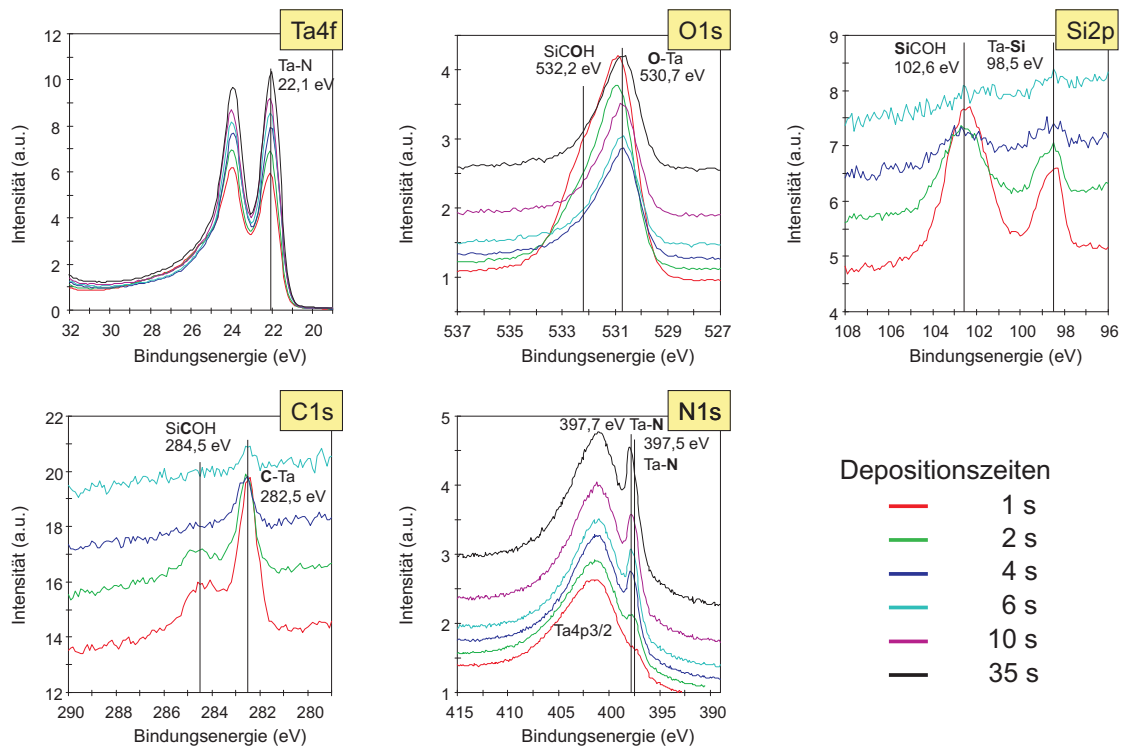 Ta4f
Intensität (a.u.)
14
12
10
8
6
4
2
0
Ta-N
22,1 eV
32 30 28 26 24 22 20
Bindungsenergie (eV)
O1s
Intensität (a.u.)
4
3
2
1
SiCOH
532,2 eV
O-Ta
530,7 eV
537 535 533 531 529 527
Bindungsenergie (eV)
Si2p
Intensität (a.u.)
9
8
7
6
5
4
SiCOH
102,6 eV
Ta-Si
98,5 eV
108 106 104 102 100 98 96
Bindungsenergie (eV)
C1s
Intensität (a.u.)
22
20
18
16
14
12
SiCOH
284,5 eV
C-Ta
282,5 eV
290 288 286 284 282 280
Bindungsenergie (eV)
N1s
Intensität (a.u.)
5
4
3
2
1
397,7 eV Ta-N
397,5 eV
Ta-N
Ta4p3/2
415 410 405 400 395 390
Bindungsenergie (eV)
Depositionszeiten
1 s
2 s
4 s
6 s
10 s
35 s